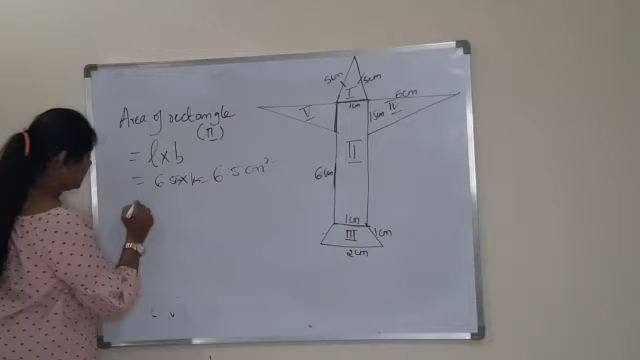 Area of rectangle
(II)
= l x b
= 6.5 x 1 = 6.5 cm²
5cm
5cm
I
1cm
6cm
V
IV
1.5cm
II
6cm
1cm
III
1cm
2cm